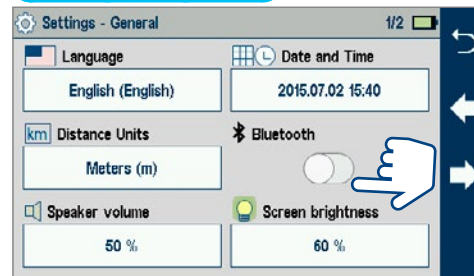 Settings - General 1/2
Language Date and Time
English (English) 2015.07.02 15:40
km Distance Units Bluetooth
Meters (m)
Speaker volume Screen brightness
50 % 60 %